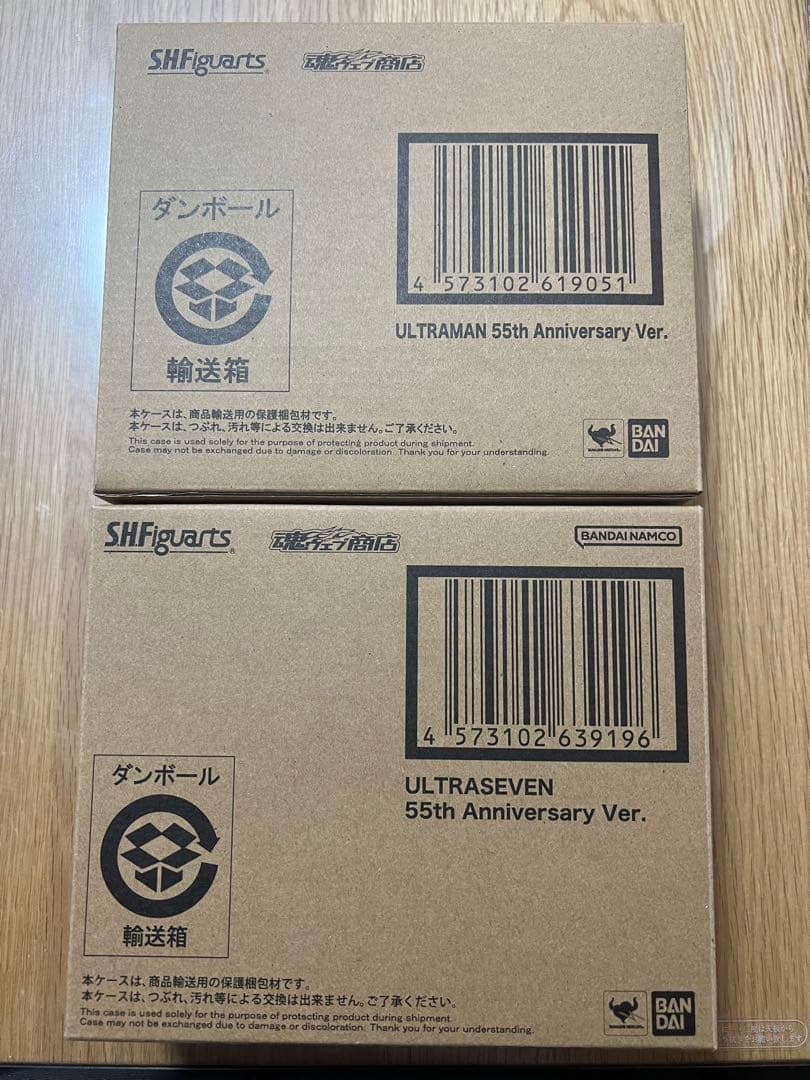 S.H.Figuarts
魂ウェブ商店
4 573102 619051
ULTRAMAN 55th Anniversary Ver.
ダンボール
輸送箱
本ケースは、商品輸送用の保護梱包材です。
本ケースは、つぶれ、汚れ等による交換は出来ません。ご了承ください。
This case is used solely for the purpose of protecting product during shipment.
Case may not be exchanged due to damage or discoloration. Thank you for your understanding.
BAN
DAI
S.H.Figuarts
魂ウェブ商店
BANDAI NAMCO
4 573102 639196
ULTRASEVEN
55th Anniversary Ver.
ダンボール
輸送箱
本ケースは、商品輸送用の保護梱包材です。
本ケースは、つぶれ、汚れ等による交換は出来ません。ご了承ください。
This case is used solely for the purpose of protecting product during shipment.
Case may not be exchanged due to damage or discoloration. Thank you for your understanding.
BAN
DAI